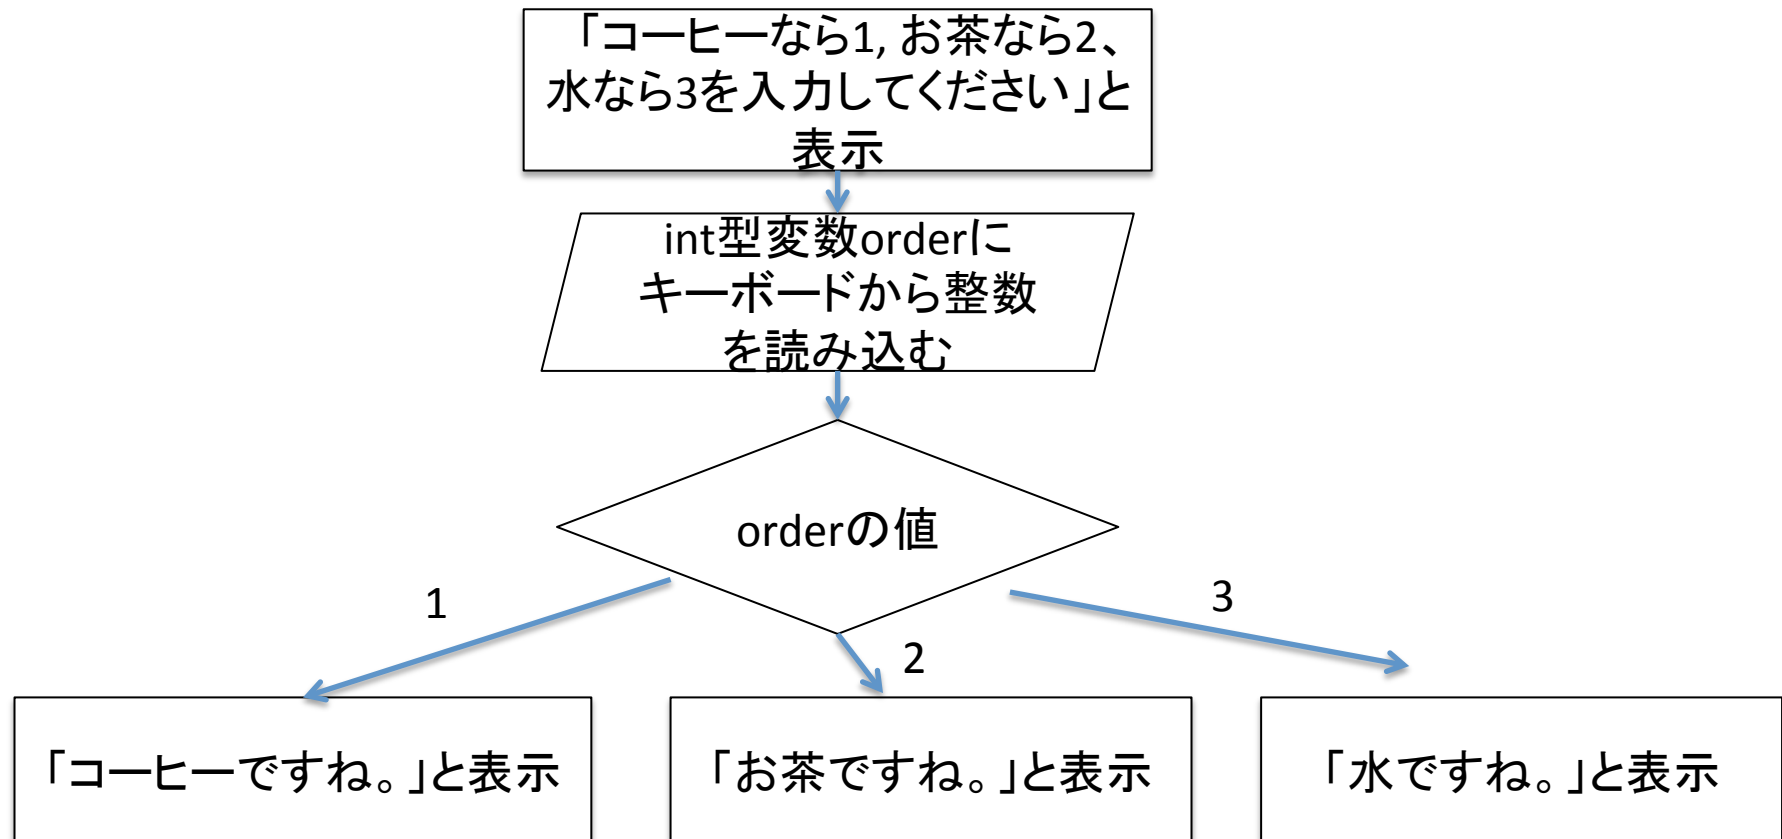 「コーヒーなら1, お茶なら2、
水なら3を入力してください」と
表示
int型変数orderに
キーボードから整数
を読み込む
orderの値
1
2
3
「コーヒーですね。」と表示
「お茶ですね。」と表示
「水ですね。」と表示